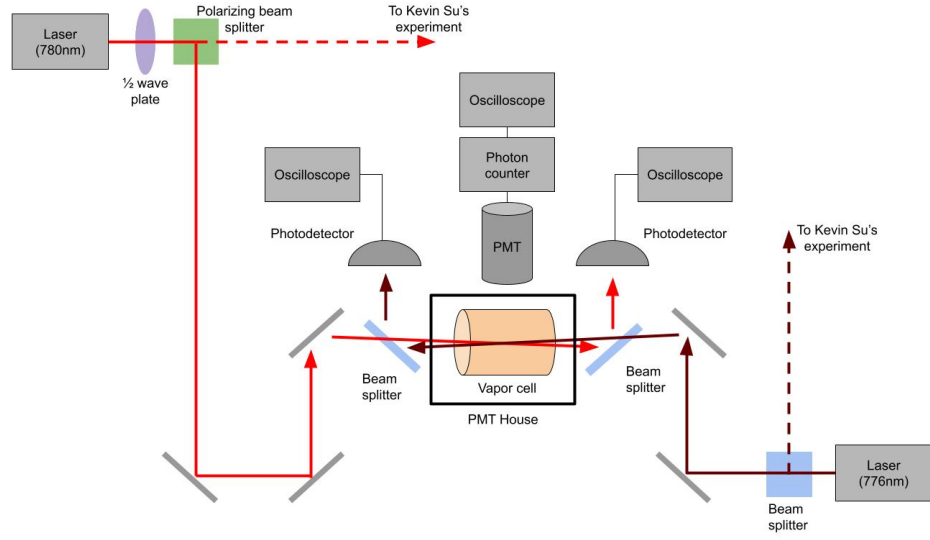 Laser
(780nm)
½ wave
plate
Polarizing beam
splitter
To Kevin Su's
experiment
Oscilloscope
Photon
counter
PMT
Oscilloscope
Photodetector
Oscilloscope
Photodetector
To Kevin Su's
experiment
Beam
splitter
Vapor cell
PMT House
Beam
splitter
Laser
(776nm)
Beam
splitter